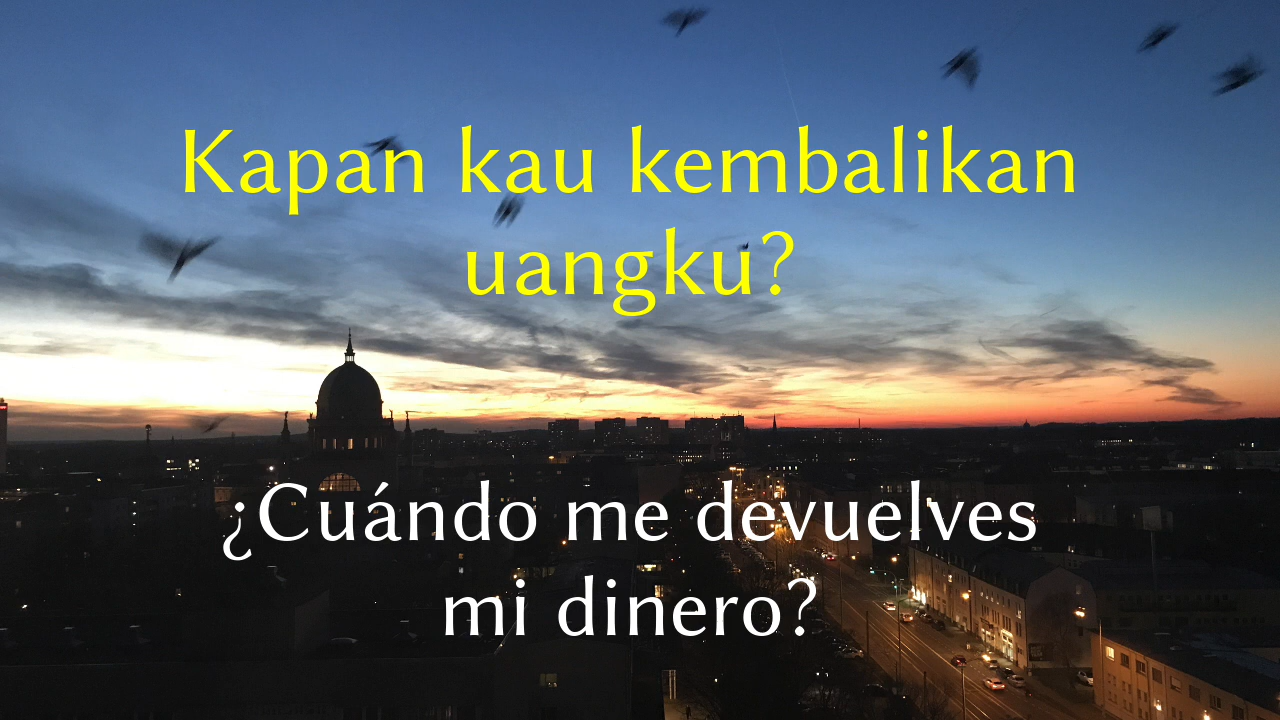 Kapan kau kembalikan
uangku?
¿Cuándo me devuelves
mi dinero?